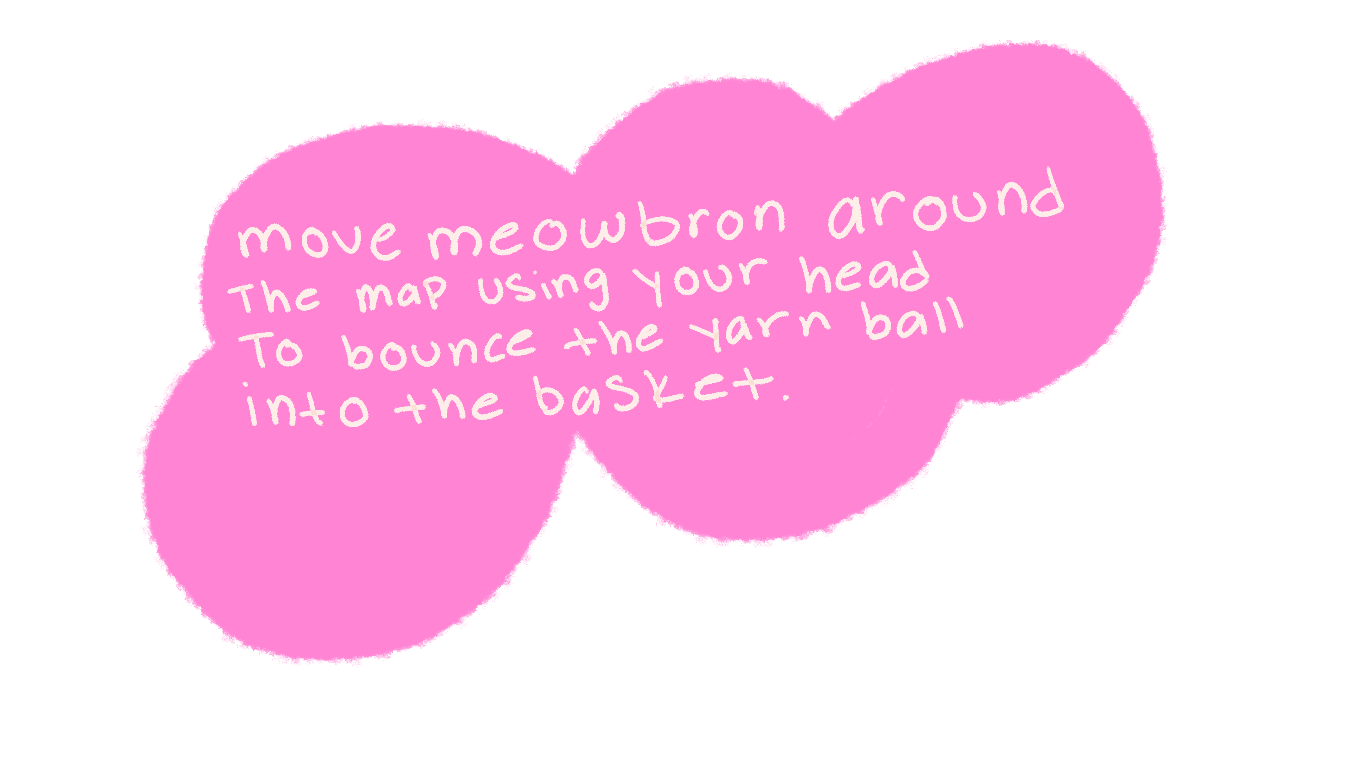 move meowbron around
The map using your head
To bounce the yarn ball
into the basket.